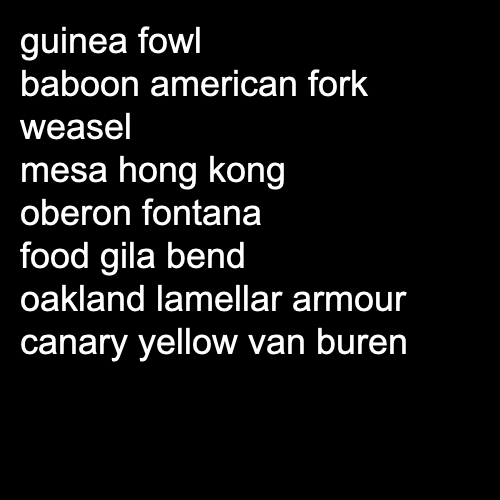 guinea fowl
baboon american fork
weasel
mesa hong kong
oberon fontana
food gila bend
oakland lamellar armour
canary yellow van buren